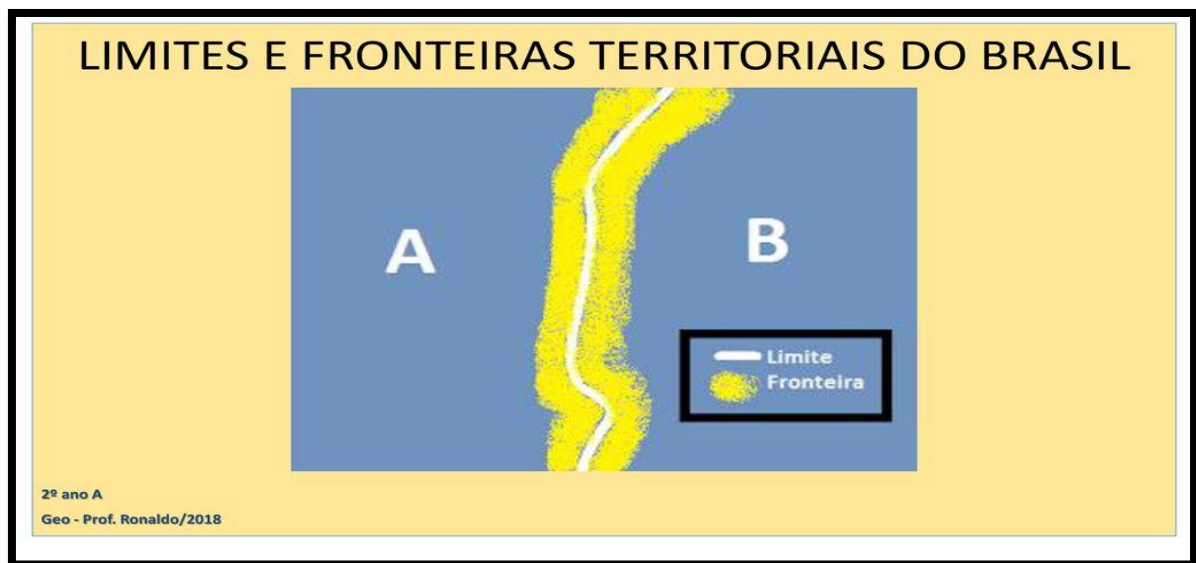 LIMITES E FRONTEIRAS TERRITORIAIS DO BRASIL
A
B
Limite
Fronteira
2º ano A
Geo - Prof. Ronaldo/2018